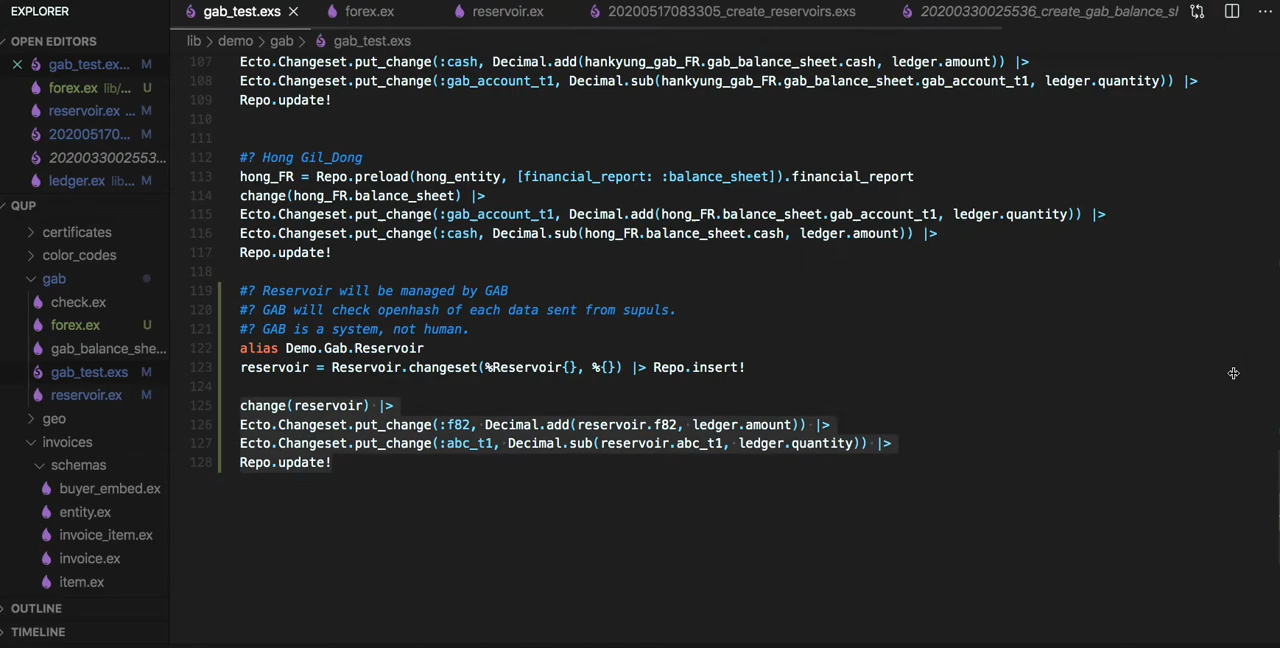 EXPLORER
gab_test.exs
forex.ex
reservoir.ex
20200517083305_create_reservoirs.exs
20200330025536_create_gab_balance_sl
OPEN EDITORS
gab_test.ex... M
forex.ex lib/... U
reservoir.ex ... M
202005170... M
2020033002553...
ledger.ex lib... M
QUP
certificates
color_codes
gab
check.ex
forex.ex U
gab_balance_she...
gab_test.exs M
reservoir.ex M
geo
invoices
schemas
buyer_embed.ex
entity.ex
invoice_item.ex
invoice.ex
item.ex
OUTLINE
TIMELINE
lib > demo > gab > gab_test.exs
107 Ecto.Changeset.put_change(:cash, Decimal.add(hankyung_gab_FR.gab_balance_sheet.cash, ledger.amount)) |>
108 Ecto.Changeset.put_change(:gab_account_t1, Decimal.sub(hankyung_gab_FR.gab_balance_sheet.gab_account_t1, ledger.quantity)) |>
109 Repo.update!
110
111
112 #? Hong Gil_Dong
113 hong_FR = Repo.preload(hong_entity, [financial_report: :balance_sheet]).financial_report
114 change(hong_FR.balance_sheet) |>
115 Ecto.Changeset.put_change(:gab_account_t1, Decimal.add(hong_FR.balance_sheet.gab_account_t1, ledger.quantity)) |>
116 Ecto.Changeset.put_change(:cash, Decimal.sub(hong_FR.balance_sheet.cash, ledger.amount)) |>
117 Repo.update!
118
119 #? Reservoir will be managed by GAB
120 #? GAB will check openhash of each data sent from supuls.
121 #? GAB is a system, not human.
122 alias Demo.Gab.Reservoir
123 reservoir = Reservoir.changeset(%Reservoir{}, %{}) |> Repo.insert!
124
125 change(reservoir) |>
126 Ecto.Changeset.put_change(:f82, Decimal.add(reservoir.f82, ledger.amount)) |>
127 Ecto.Changeset.put_change(:abc_t1, Decimal.sub(reservoir.abc_t1, ledger.quantity)) |>
128 Repo.update!